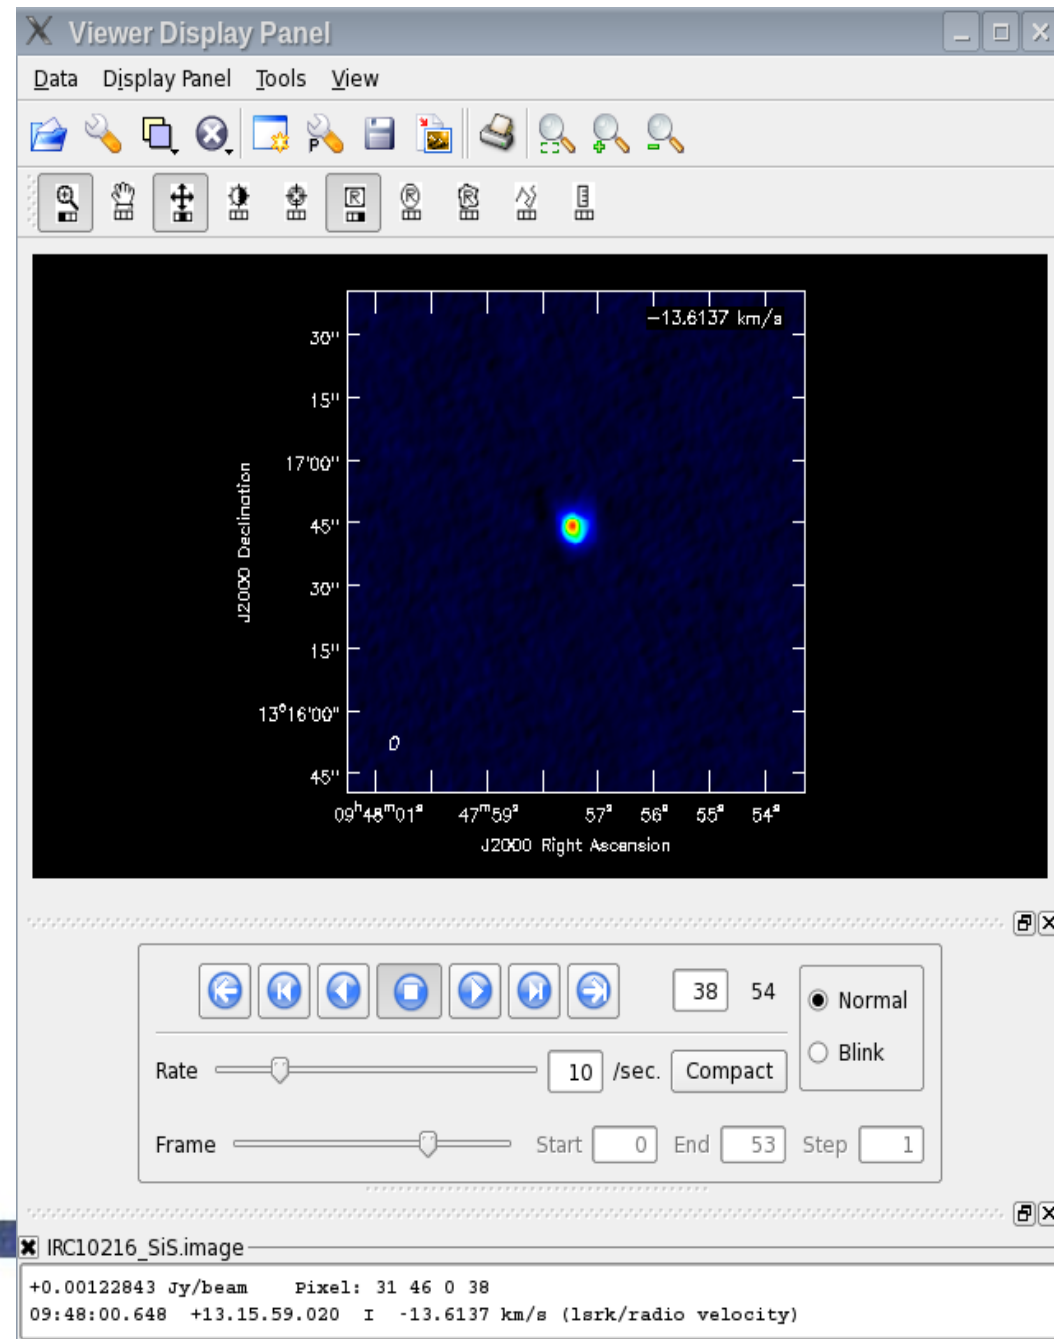 Viewer Display Panel
Data Display Panel Tools View
P
R R R
-13.6137 km/s
30"
15"
17'00"
45"
30"
15"
13°16'00"
45"
J2000 Declination
09ʰ48ᵐ01ˢ 47ᵐ59ˢ 57ˢ 56ˢ 55ˢ 54ˢ
J2000 Right Ascension
38 54
Normal
Blink
Rate 10 /sec. Compact
Frame Start 0 End 53 Step 1
IRC10216_SiS.image
+0.00122843 Jy/beam Pixel: 31 46 0 38
09:48:00.648 +13.15.59.020 I -13.6137 km/s (lsrk/radio velocity)